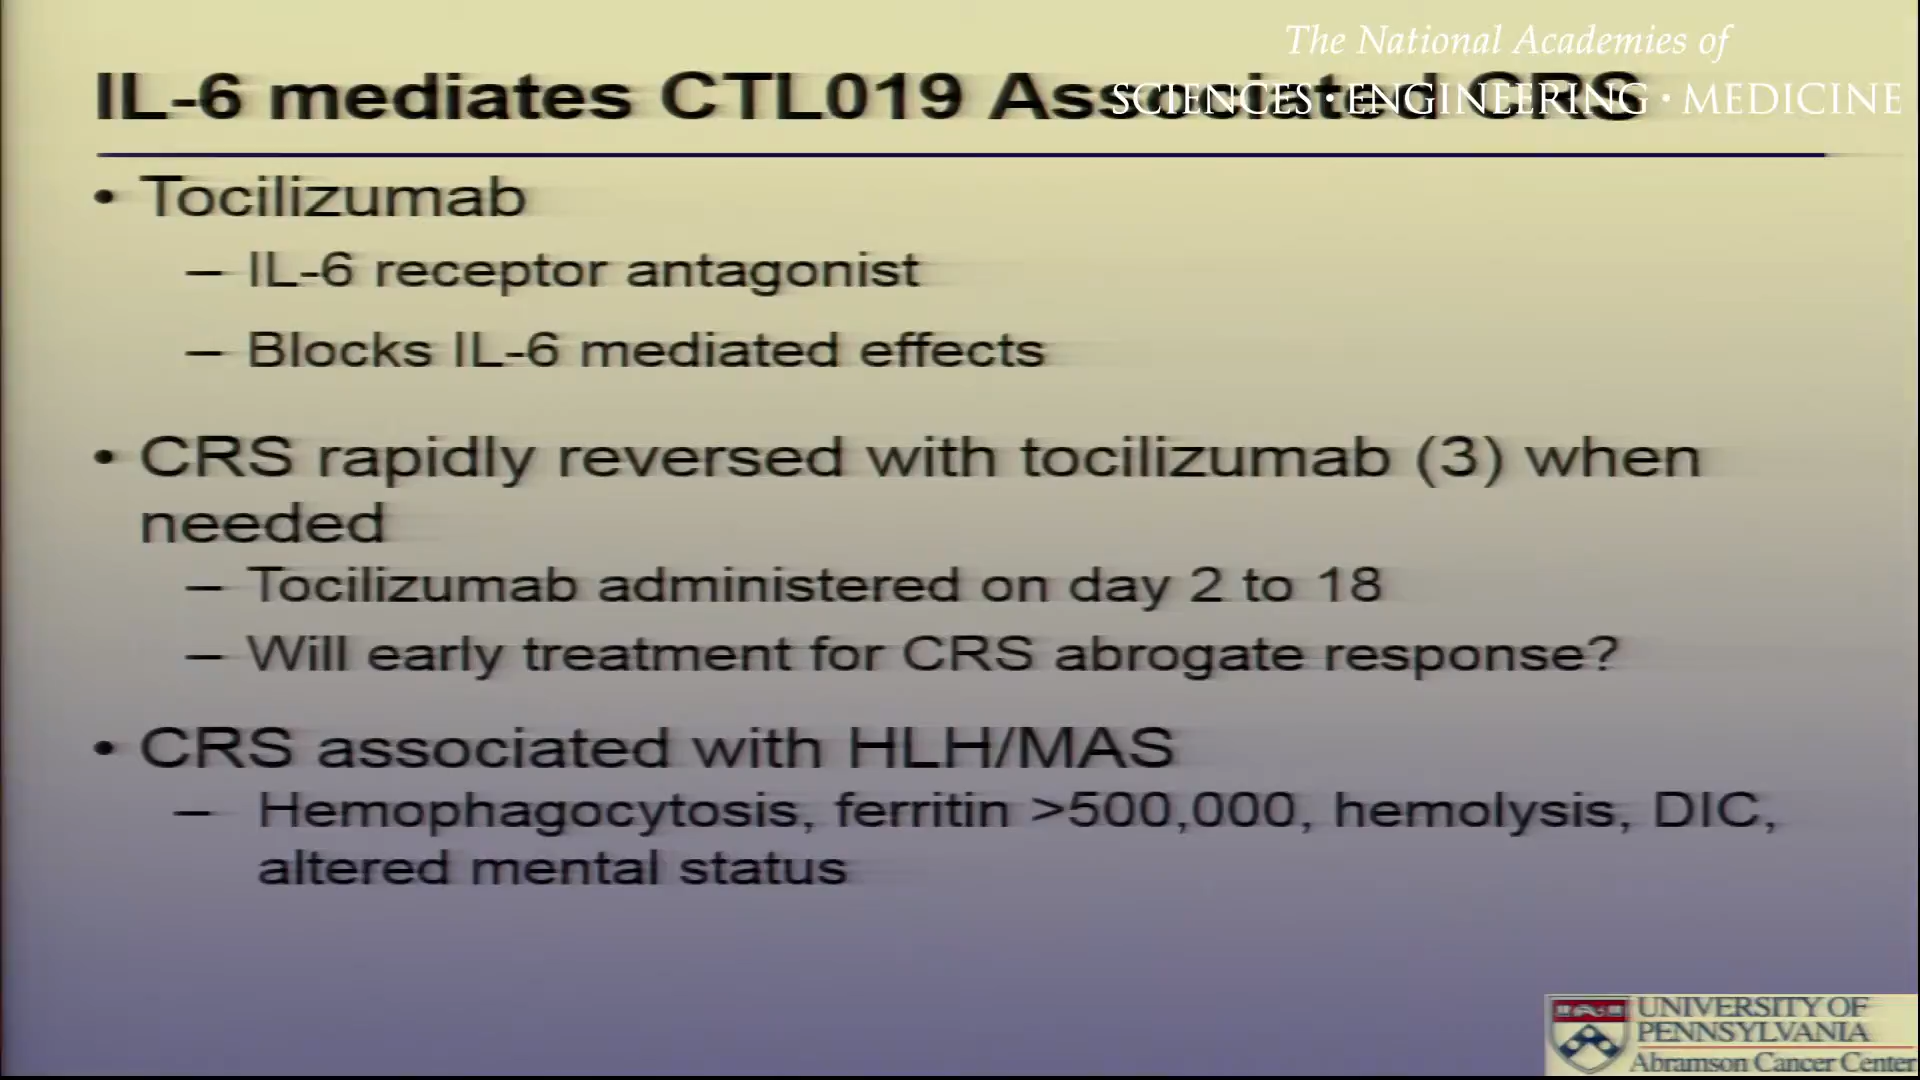 The National Academies of
SCIENCES • ENGINEERING • MEDICINE
IL-6 mediates CTL019 Associated CRS
• Tocilizumab
– IL-6 receptor antagonist
– Blocks IL-6 mediated effects
• CRS rapidly reversed with tocilizumab (3) when
needed
– Tocilizumab administered on day 2 to 18
– Will early treatment for CRS abrogate response?
• CRS associated with HLH/MAS
– Hemophagocytosis, ferritin >500,000, hemolysis, DIC,
altered mental status
UNIVERSITY OF
PENNSYLVANIA
Abramson Cancer Center